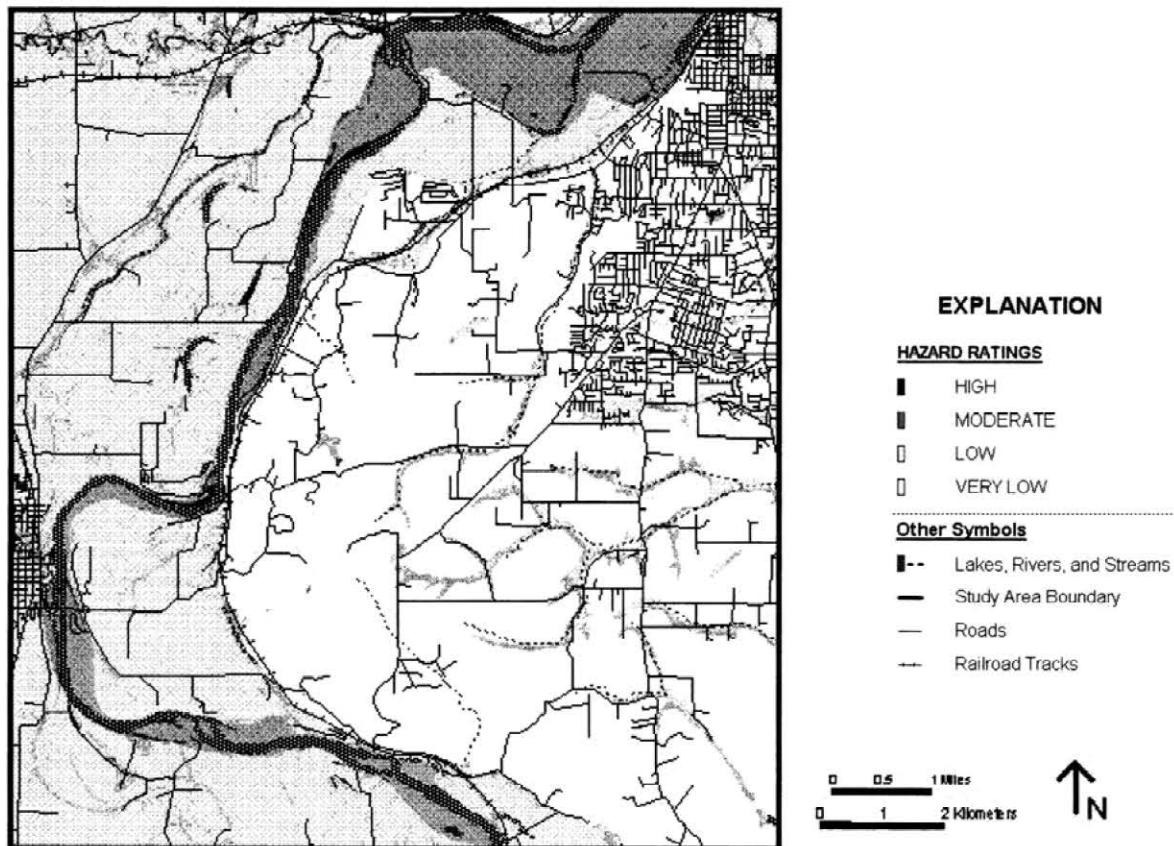 EXPLANATION
HAZARD RATINGS
HIGH
MODERATE
LOW
VERY LOW
Other Symbols
Lakes, Rivers, and Streams
Study Area Boundary
Roads
Railroad Tracks
0 0.5 1 Miles
0 1 2 Kilometers
N